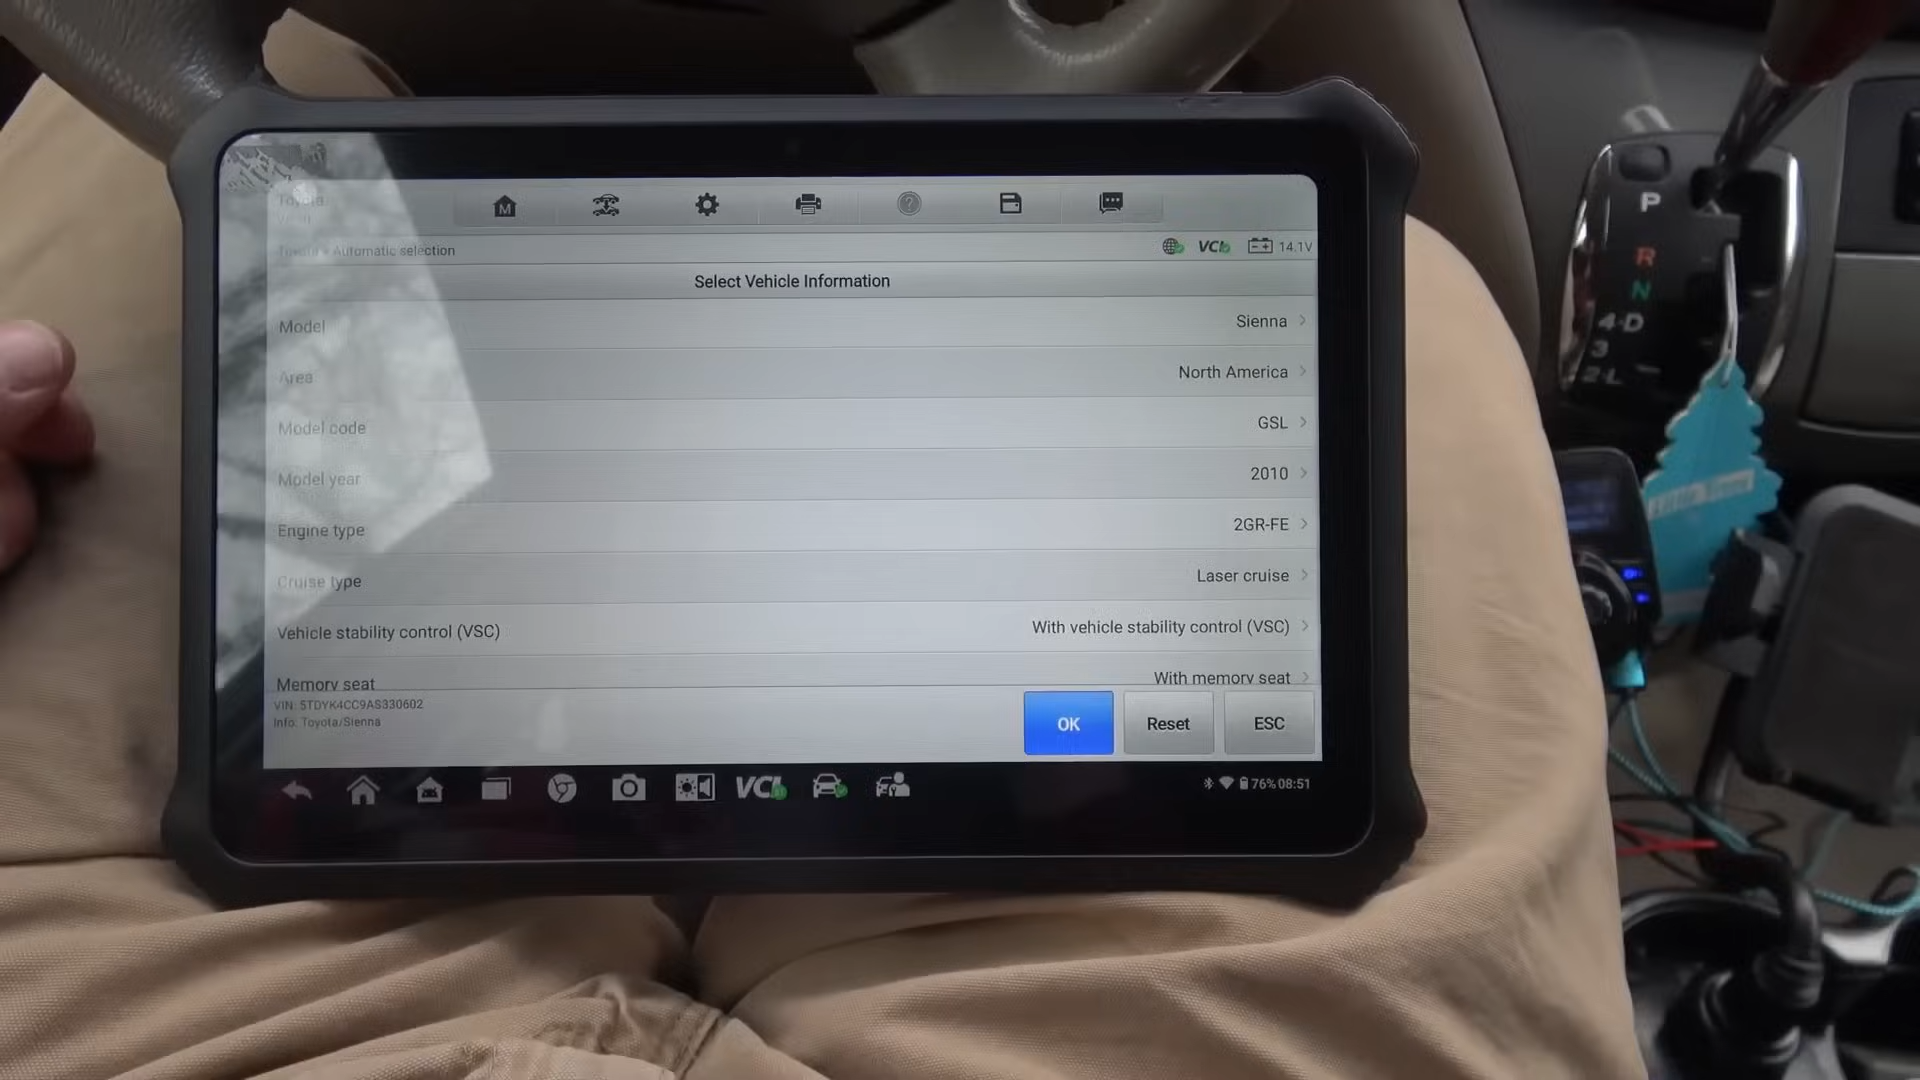 Toyota
Toyota > Automatic selection
VCI
14.1V
Select Vehicle Information
Model Sienna
Area North America
Model code GSL
Model year 2010
Engine type 2GR-FE
Cruise type Laser cruise
Vehicle stability control (VSC) With vehicle stability control (VSC)
Memory seat With memory seat
VIN: 5TDYK4CC9AS330602
Info: Toyota/Sienna
OK Reset ESC
VCI
76% 08:51
P
R
N
4-D
3
2-L